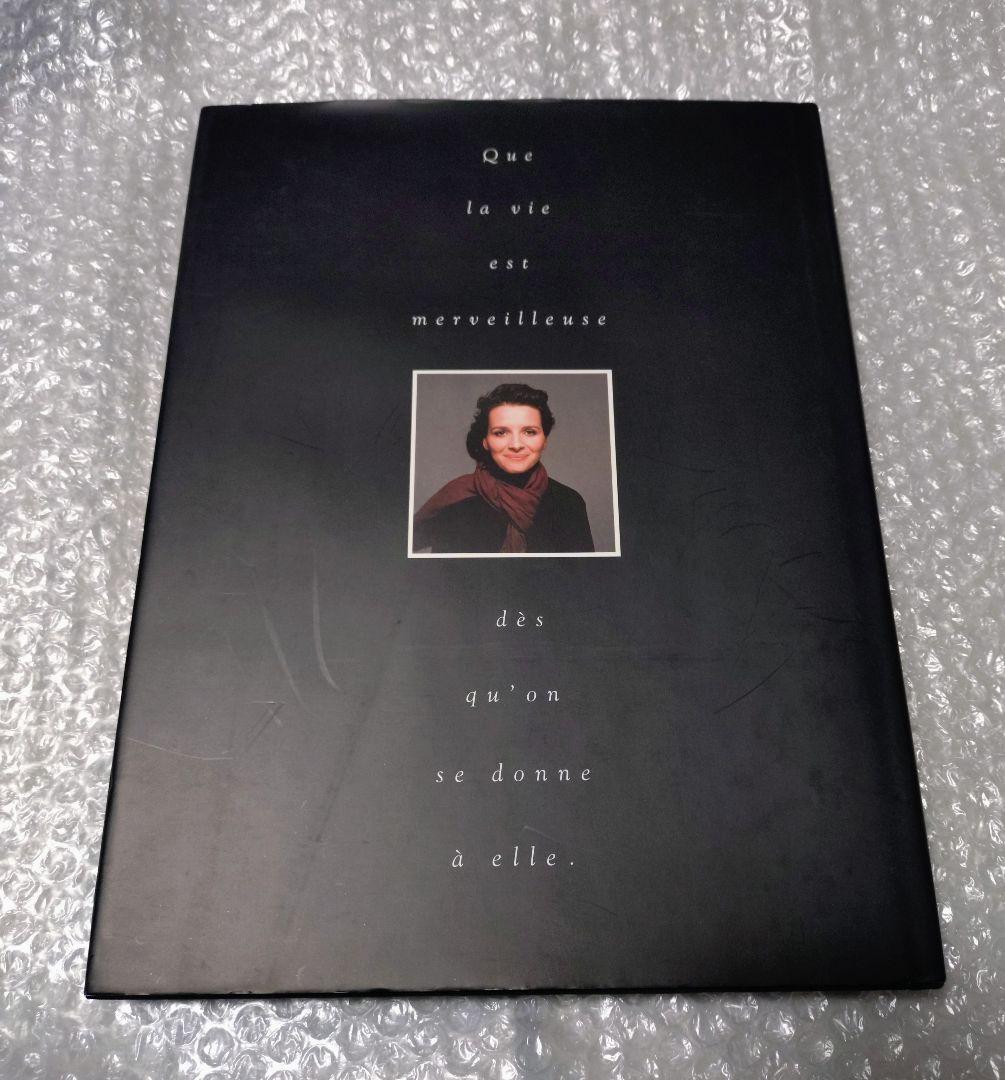 Que
la vie
est
merveilleuse
dès
qu’on
se donne
à elle.